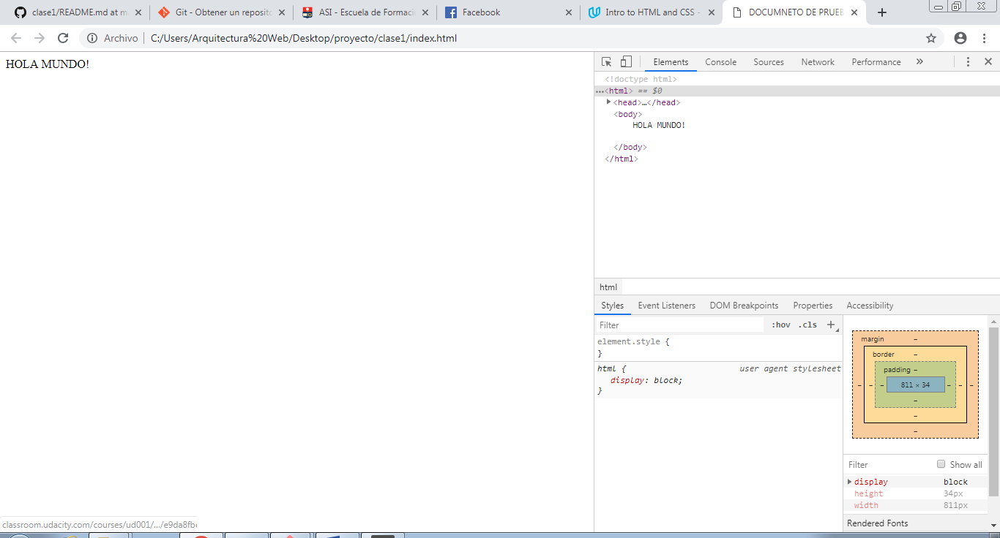 clase1/README.md at m
Git - Obtener un reposito
ASI - Escuela de Formaci
Facebook
Intro to HTML and CSS -
DOCUMNETO DE PRUEB
Archivo
C:/Users/Arquitectura%20Web/Desktop/proyecto/clase1/index.html
HOLA MUNDO!
Elements Console Sources Network Performance »
<!doctype html>
…<html> == $0
<head>…</head>
<body>
HOLA MUNDO!
</body>
</html>
html
Styles Event Listeners DOM Breakpoints Properties Accessibility
Filter :hov .cls +
element.style {
}
html { user agent stylesheet
display: block;
}
margin -
border -
padding -
- - - 811 × 34 - - -
-
-
-
Filter Show all
display block
height 34px
width 811px
Rendered Fonts
classroom.udacity.com/courses/ud001/.../e9da8fb